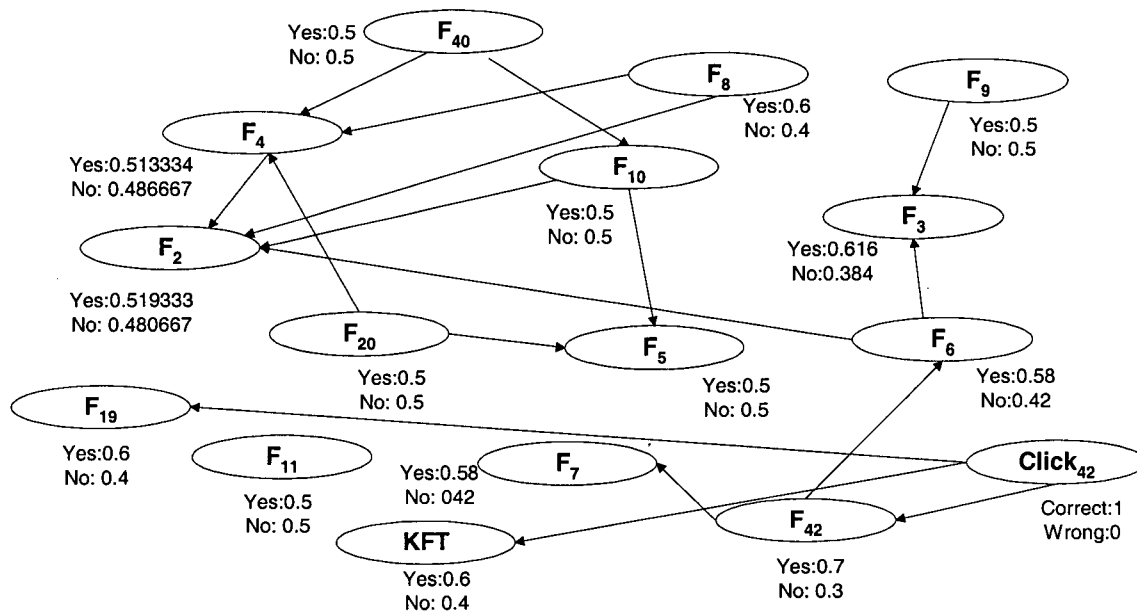 F40
Yes:0.5
No: 0.5
F8
Yes:0.6
No: 0.4
F9
Yes:0.5
No: 0.5
F4
Yes:0.513334
No: 0.486667
F10
Yes:0.5
No: 0.5
F3
Yes:0.616
No:0.384
F2
Yes:0.519333
No: 0.480667
F20
Yes:0.5
No: 0.5
F5
Yes:0.5
No: 0.5
F6
Yes:0.58
No:0.42
F19
Yes:0.6
No: 0.4
F11
Yes:0.5
No: 0.5
F7
Yes:0.58
No: 042
Click42
Correct:1
Wrong:0
KFT
Yes:0.6
No: 0.4
F42
Yes:0.7
No: 0.3